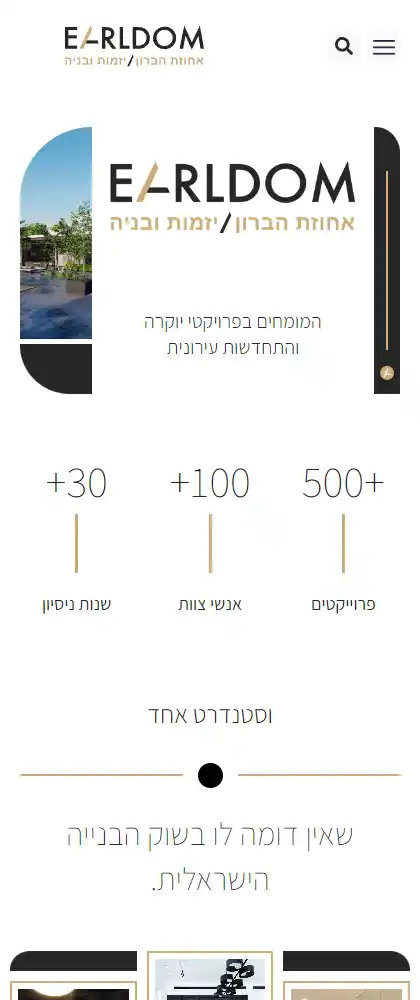 EARLDOM
אחוזת הברון/יזמות ובניה
EARLDOM
אחוזת הברון/יזמות ובניה
המומחים בפרויקטי יוקרה
והתחדשות עירונית
500+
+100
+30
פרוייקטים
אנשי צוות
שנות ניסיון
וסטנדרט אחד
שאין דומה לו בשוק הבנייה
הישראלית.